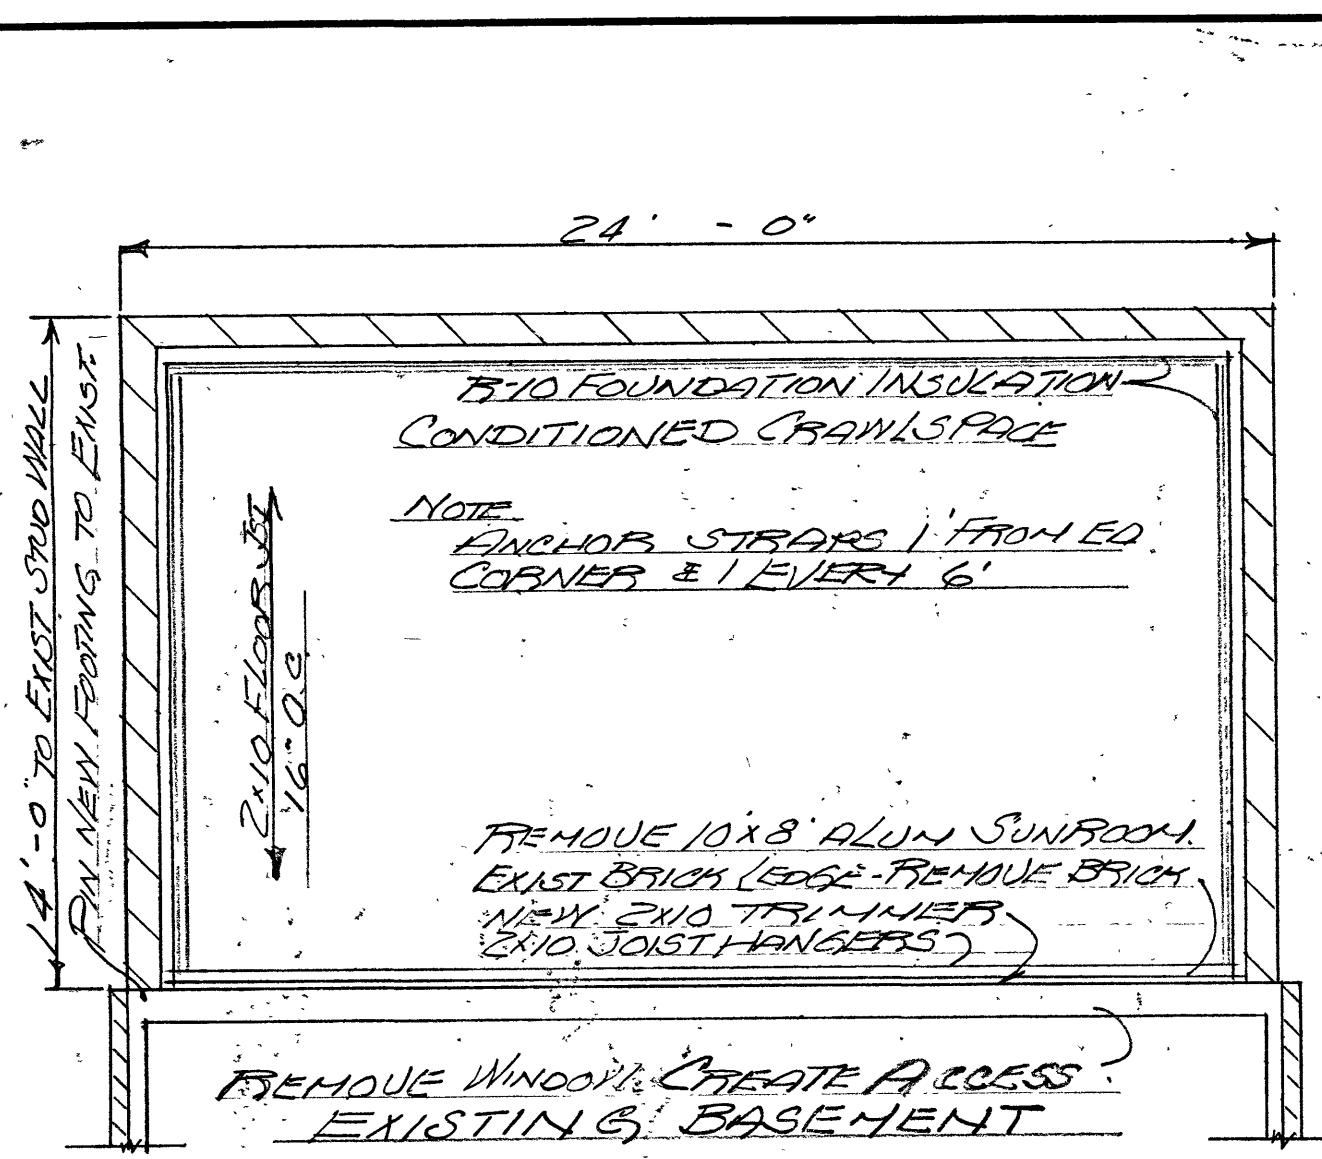 24' - 0"
14'-0" TO EXIST STUD WALL
PIN NEW FOOTING TO EXIST.
R-10 FOUNDATION INSULATION
CONDITIONED CRAWLSPACE
NOTE
ANCHOR STRAPS 1' FROM EA
CORNER & 1 EVERY 6'
2x10 FLOOR JST
16" O.C
REMOVE 10'x8' ALUM SUNROOM.
EXIST BRICK LEDGE-REMOVE BRICK
NEW 2x10 TRIMMER
2x10 JOIST HANGERS
REMOVE WINDOW. CREATE ACCESS
EXISTING BASEMENT